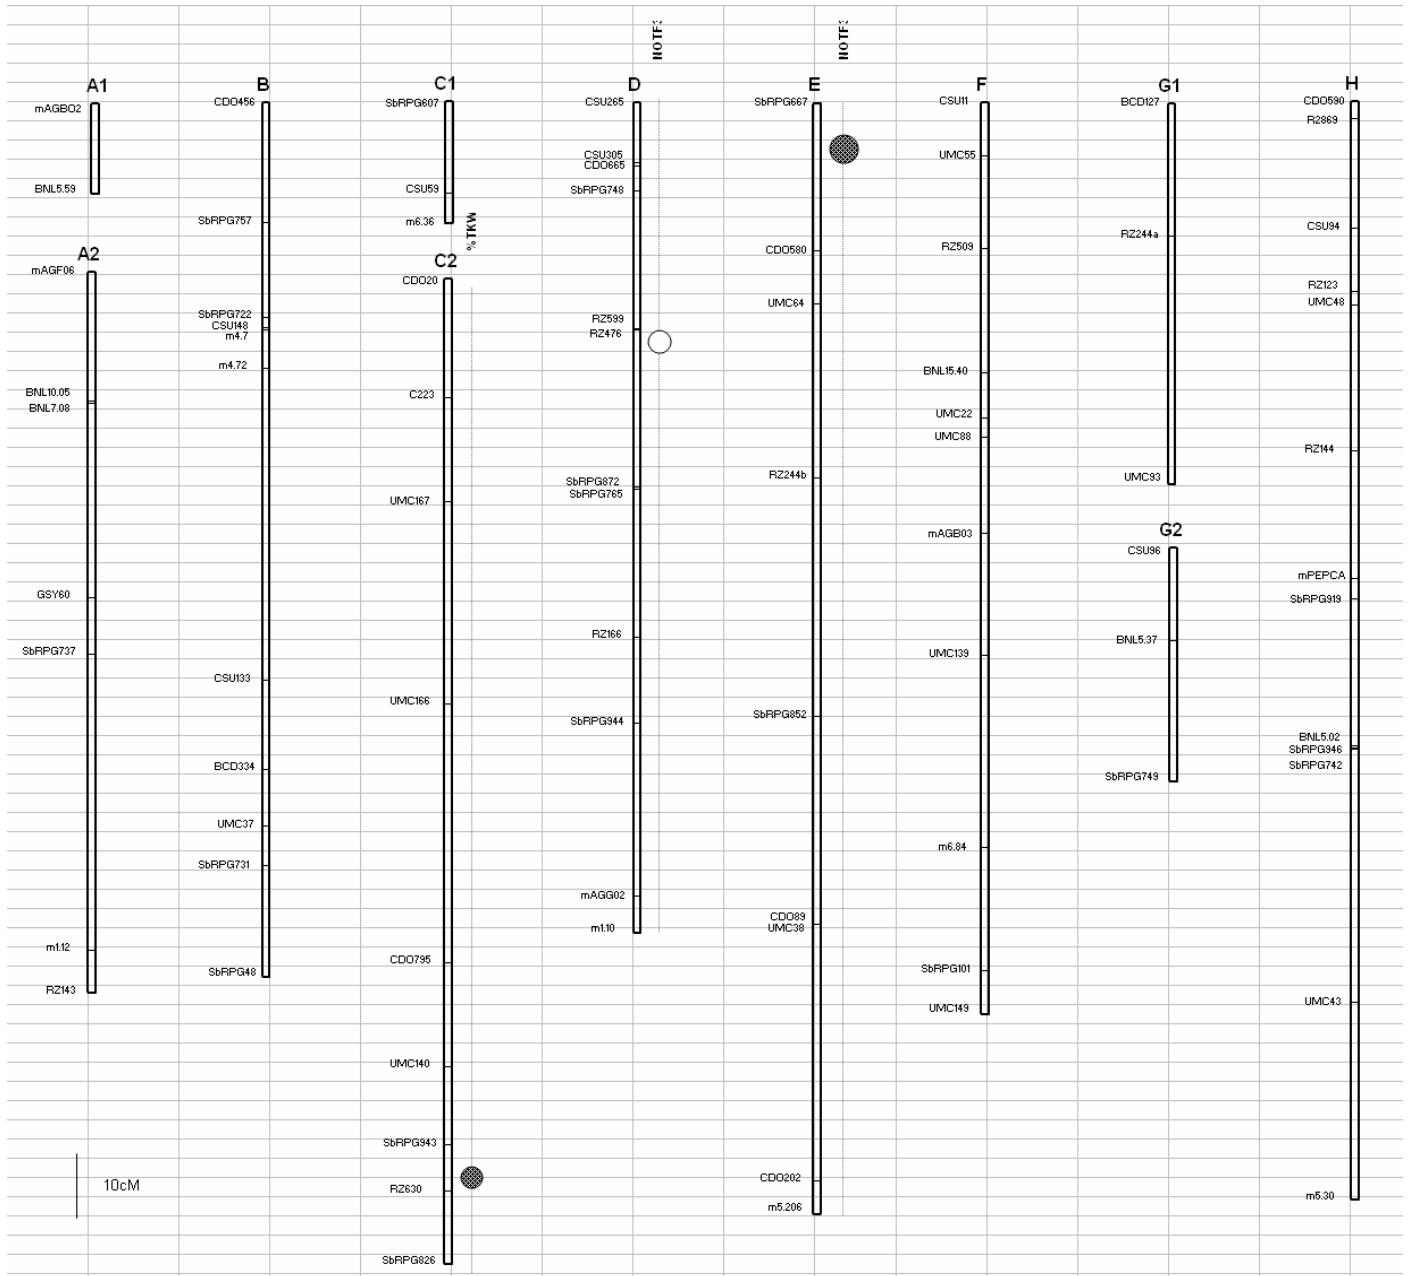 A1
mAGBO2
BNL5.59
A2
mAGF06
BNL10.05
BNL7.08
GSY60
SbRPG737
m1.12
RZ143
10cM
B
CDO456
SbRPG757
SbRPG722
CSU148
m4.7
m4.72
CSU133
BCD334
UMC37
SbRPG731
SbRPG48
C1
SbRPG607
CSU59
m6.36
%TKW
C2
CDO20
C223
UMC167
UMC166
CDO795
UMC140
SbRPG943
RZ630
SbRPG826
D
CSU265
CSU305
CDO665
SbRPG748
RZ599
RZ476
SbRPG872
SbRPG765
RZ166
SbRPG944
mAGG02
m1.10
E
SbRPG667
CDO580
UMC64
RZ244b
SbRPG852
CDO89
UMC38
CDO202
m5.206
F
CSU11
UMC55
RZ509
BNL15.40
UMC22
UMC88
mAGB03
UMC139
m6.84
SbRPG101
UMC149
G1
BCD127
RZ244a
UMC93
G2
CSU96
BNL5.37
SbRPG749
H
CDO590
R2869
CSU94
RZ123
UMC48
RZ144
mPEPCA
SbRPG919
BNL5.02
SbRPG946
SbRPG742
UMC43
m5.30